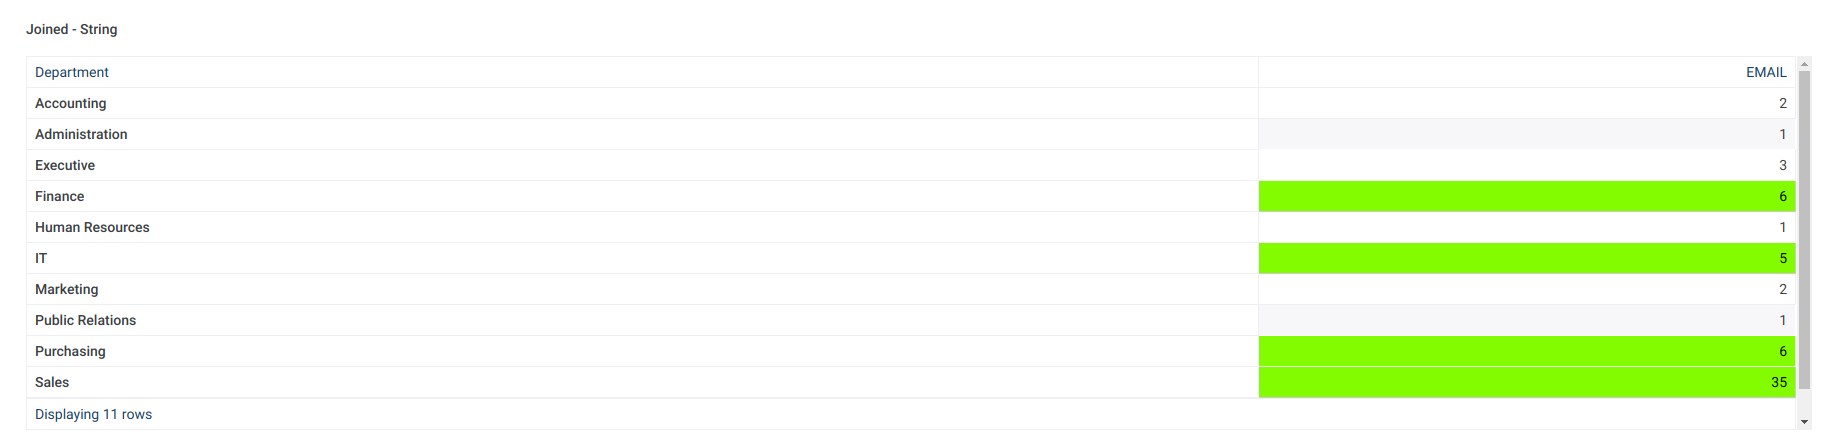 Joined - String
Department EMAIL
Accounting 2
Administration 1
Executive 3
Finance 6
Human Resources 1
IT 5
Marketing 2
Public Relations 1
Purchasing 6
Sales 35
Displaying 11 rows